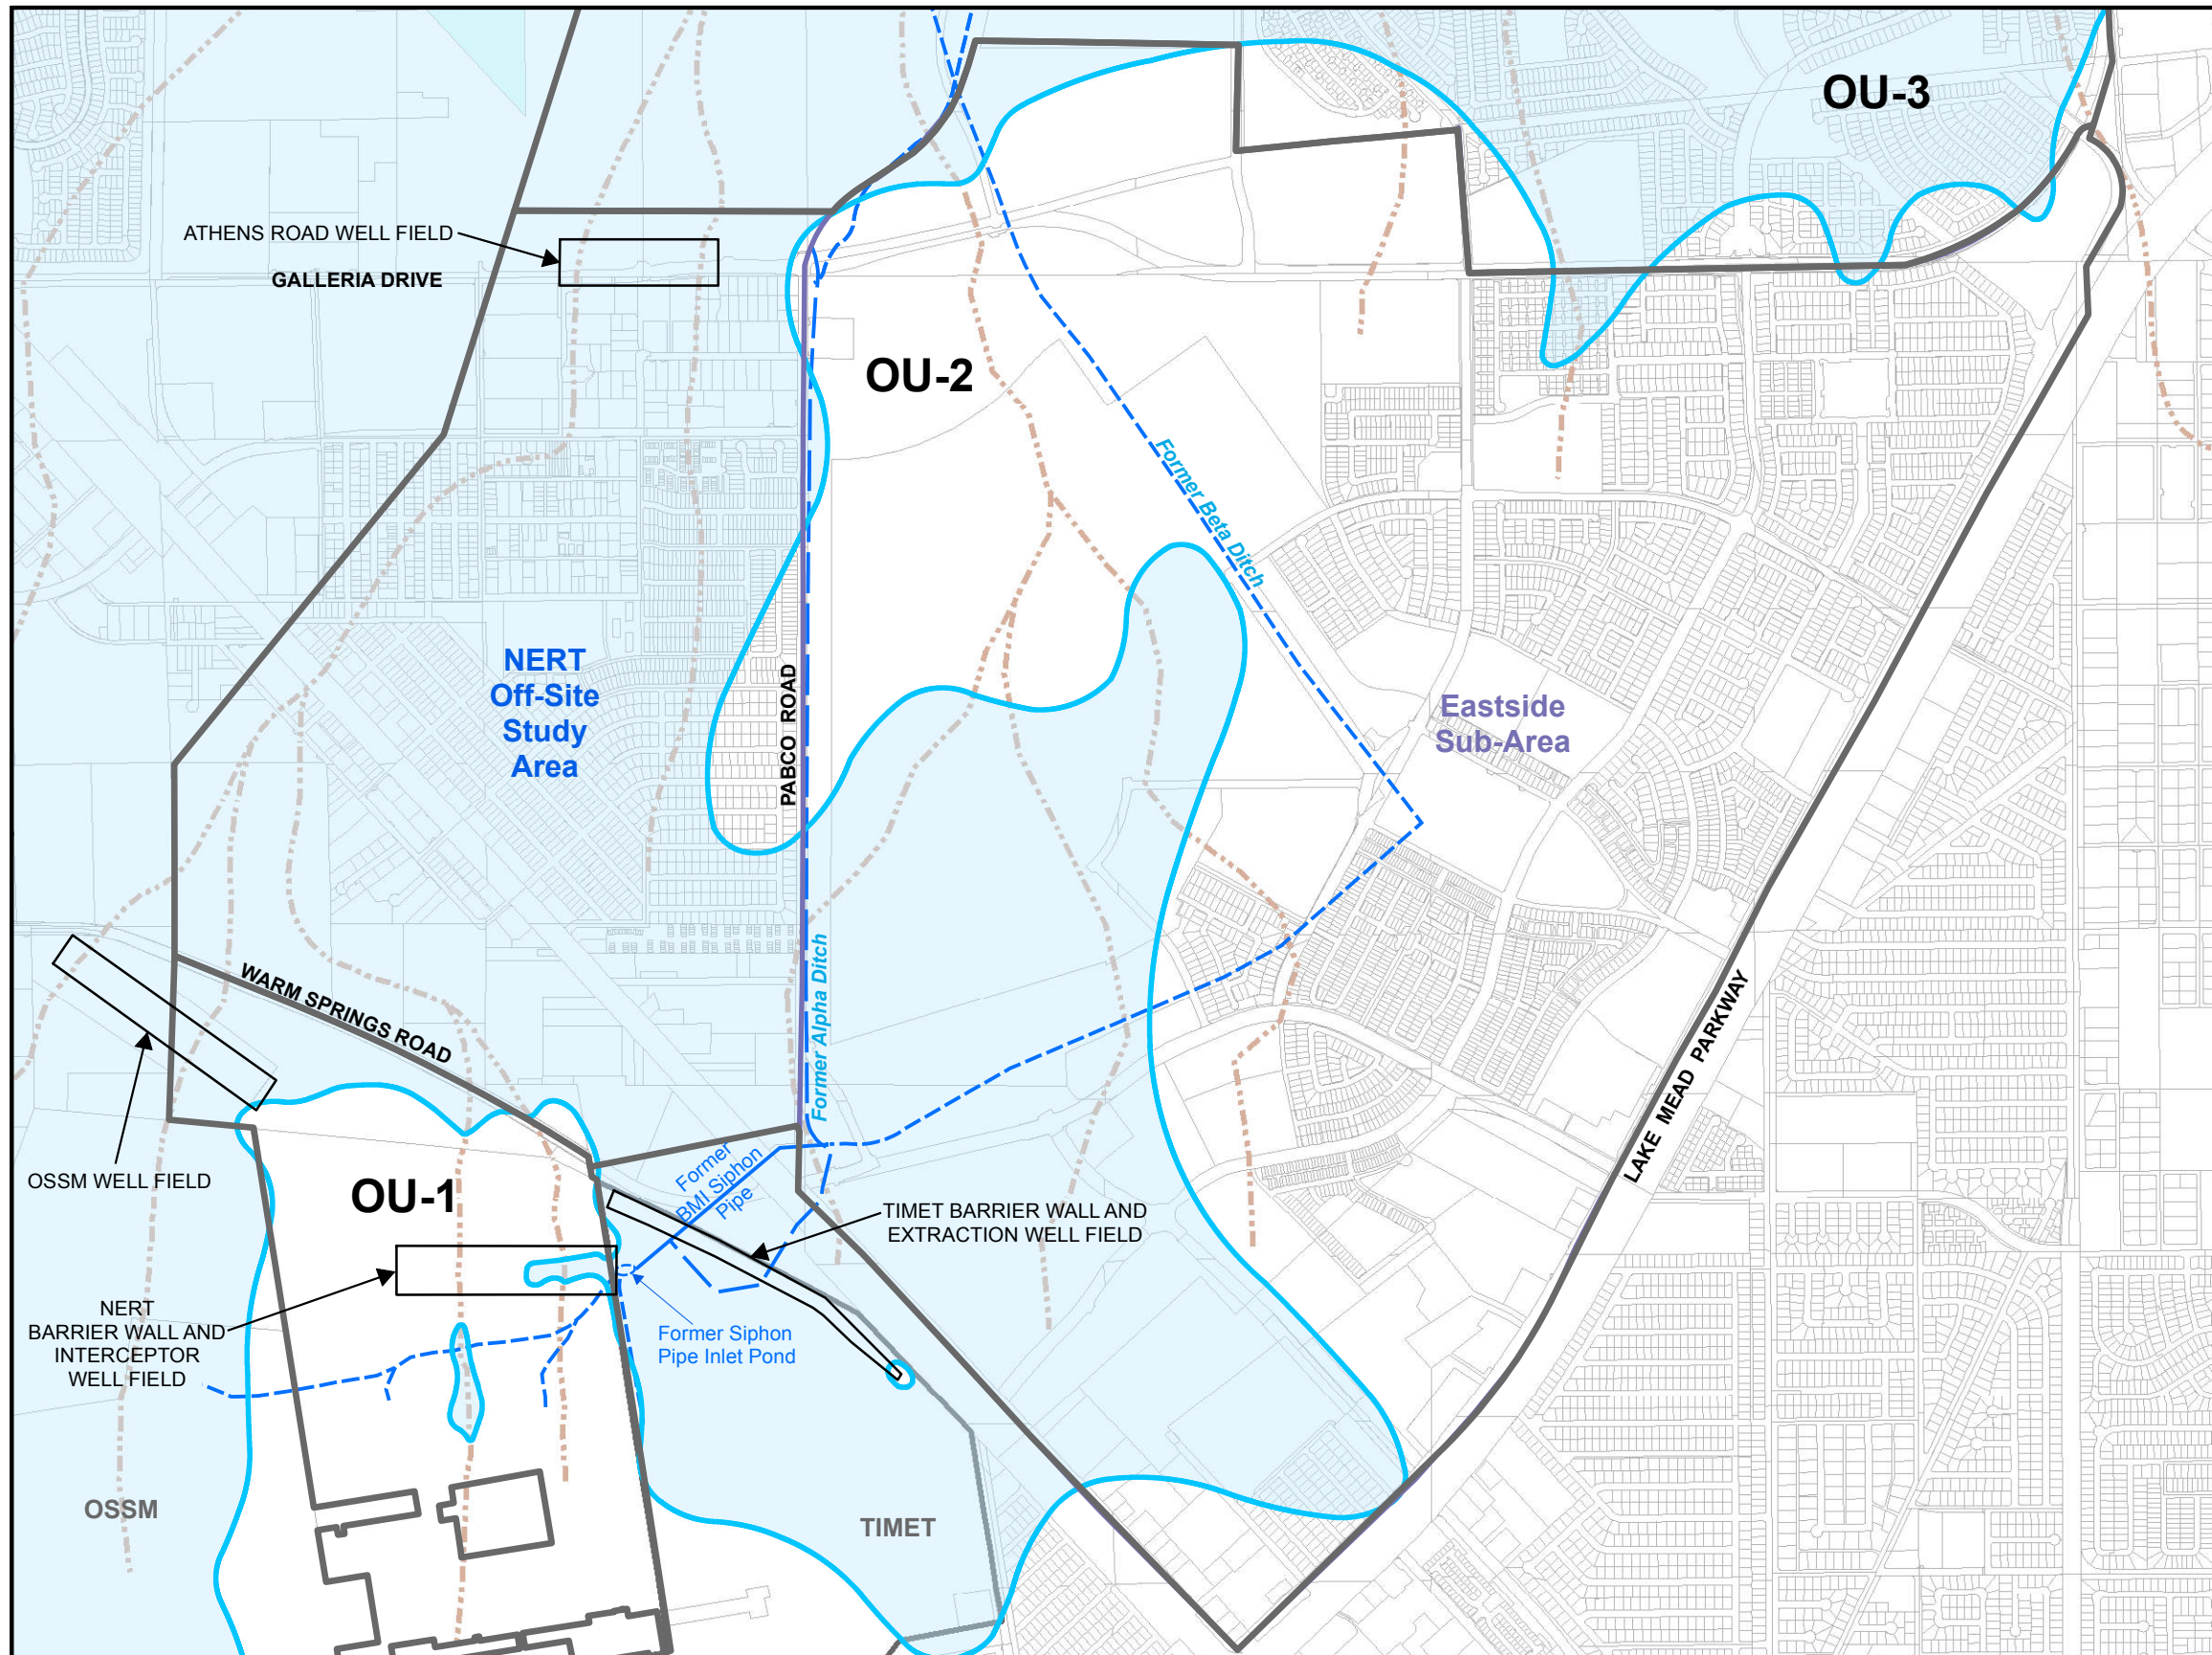 OU-3
ATHENS ROAD WELL FIELD
GALLERIA DRIVE
OU-2
Former Beta Ditch
NERT
Off-Site
Study
Area
PABCO ROAD
Eastside
Sub-Area
Former Alpha Ditch
WARM SPRINGS ROAD
LAKE MEAD PARKWAY
OSSM WELL FIELD
OU-1
Former
BMI Siphon
Pipe
TIMET BARRIER WALL AND
EXTRACTION WELL FIELD
NERT
BARRIER WALL AND
INTERCEPTOR
WELL FIELD
Former Siphon
Pipe Inlet Pond
OSSM
TIMET